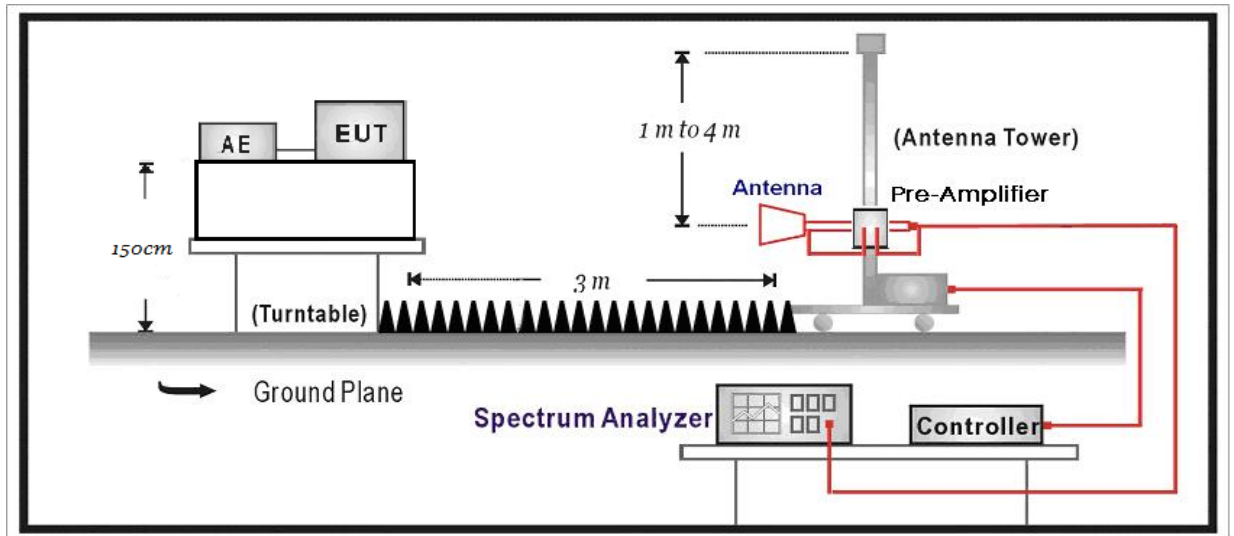 1 m to 4 m
(Antenna Tower)
AE
EUT
Antenna
Pre-Amplifier
150cm
3 m
(Turntable)
Ground Plane
Spectrum Analyzer
Controller